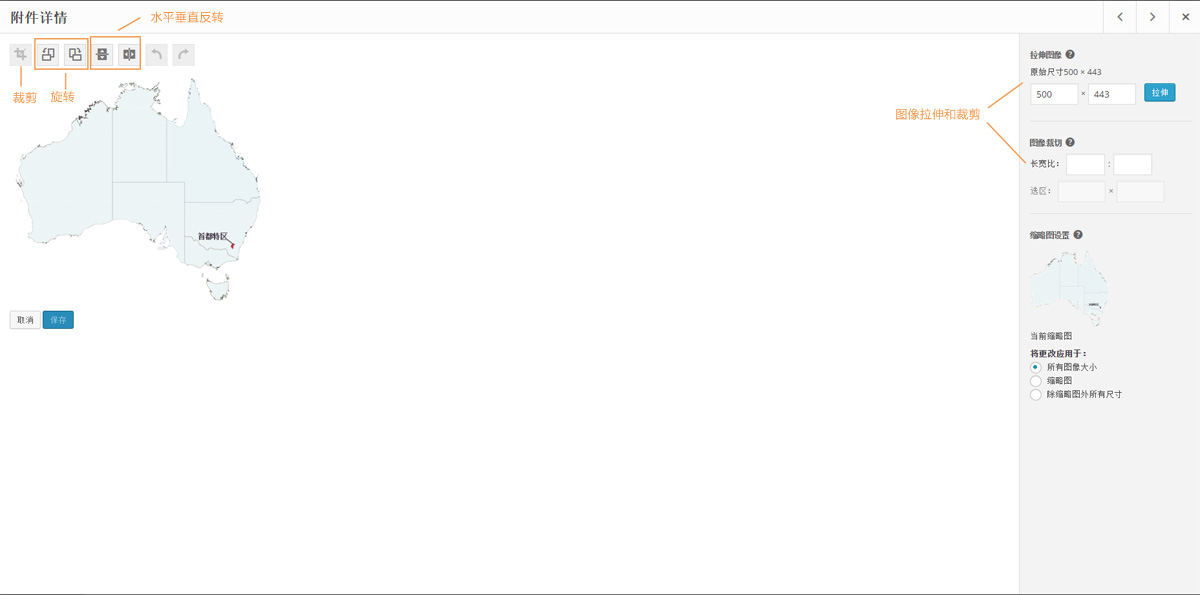 附件详情
水平垂直反转
裁剪
旋转
首都特区
取消
保存
图像拉伸和裁剪
拉伸图像
原始尺寸500 × 443
500 × 443 拉伸
图像裁切
长宽比： :
选区： ×
缩略图设置
首都特区
当前缩略图
将更改应用于：
所有图像大小
缩略图
除缩略图外所有尺寸